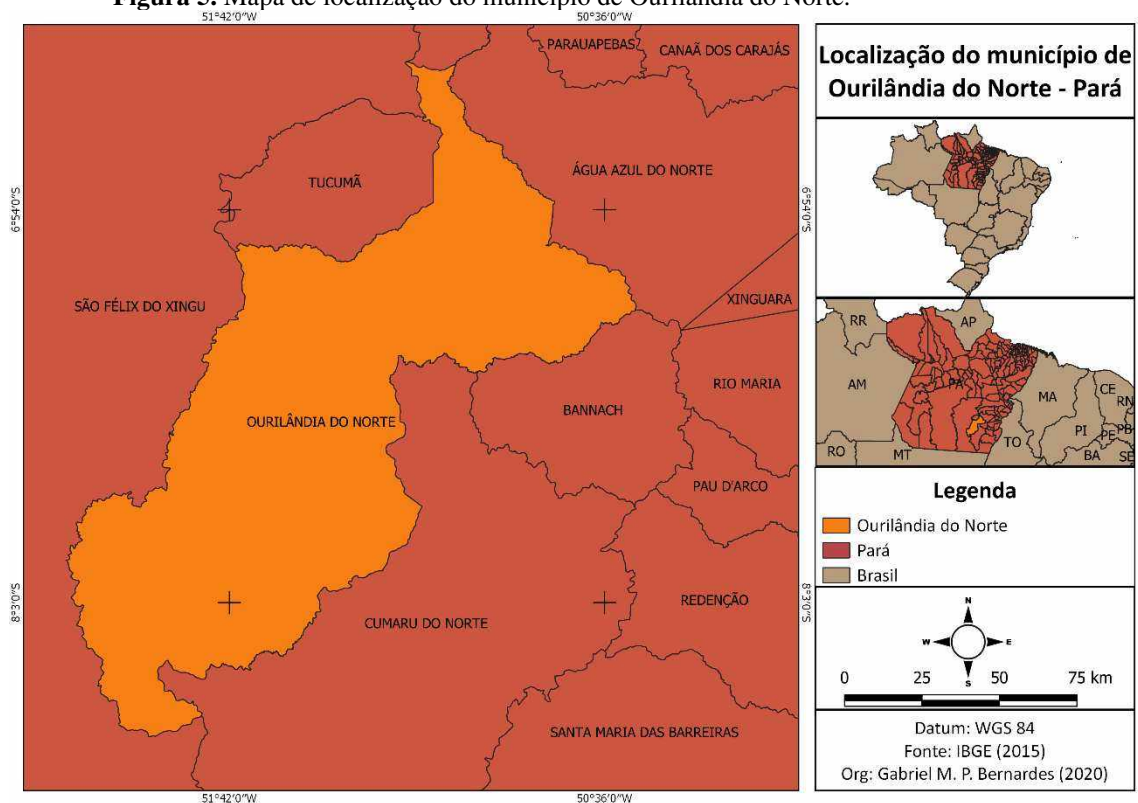 Figura 3. Mapa de localização do município de Ourilândia do Norte.
51°42'0"W
50°36'0"W
PARAUAPEBAS
CANAÃ DOS CARAJÁS
TUCUMÃ
ÁGUA AZUL DO NORTE
6°54'0"S
6°54'0"S
SÃO FÉLIX DO XINGU
XINGUARA
RIO MARIA
BANNACH
OURILÂNDIA DO NORTE
PAU D'ARCO
8°3'0"S
8°3'0"S
REDENÇÃO
CUMARU DO NORTE
SANTA MARIA DAS BARREIRAS
51°42'0"W
50°36'0"W
Localização do município de
Ourilândia do Norte - Pará
RR
AP
AM
PA
MA
CE
RN
PI
PB
PE
TO
RO
MT
BA
SE
Legenda
Ourilândia do Norte
Pará
Brasil
N
W
E
S
0 25 50 75 km
Datum: WGS 84
Fonte: IBGE (2015)
Org: Gabriel M. P. Bernardes (2020)